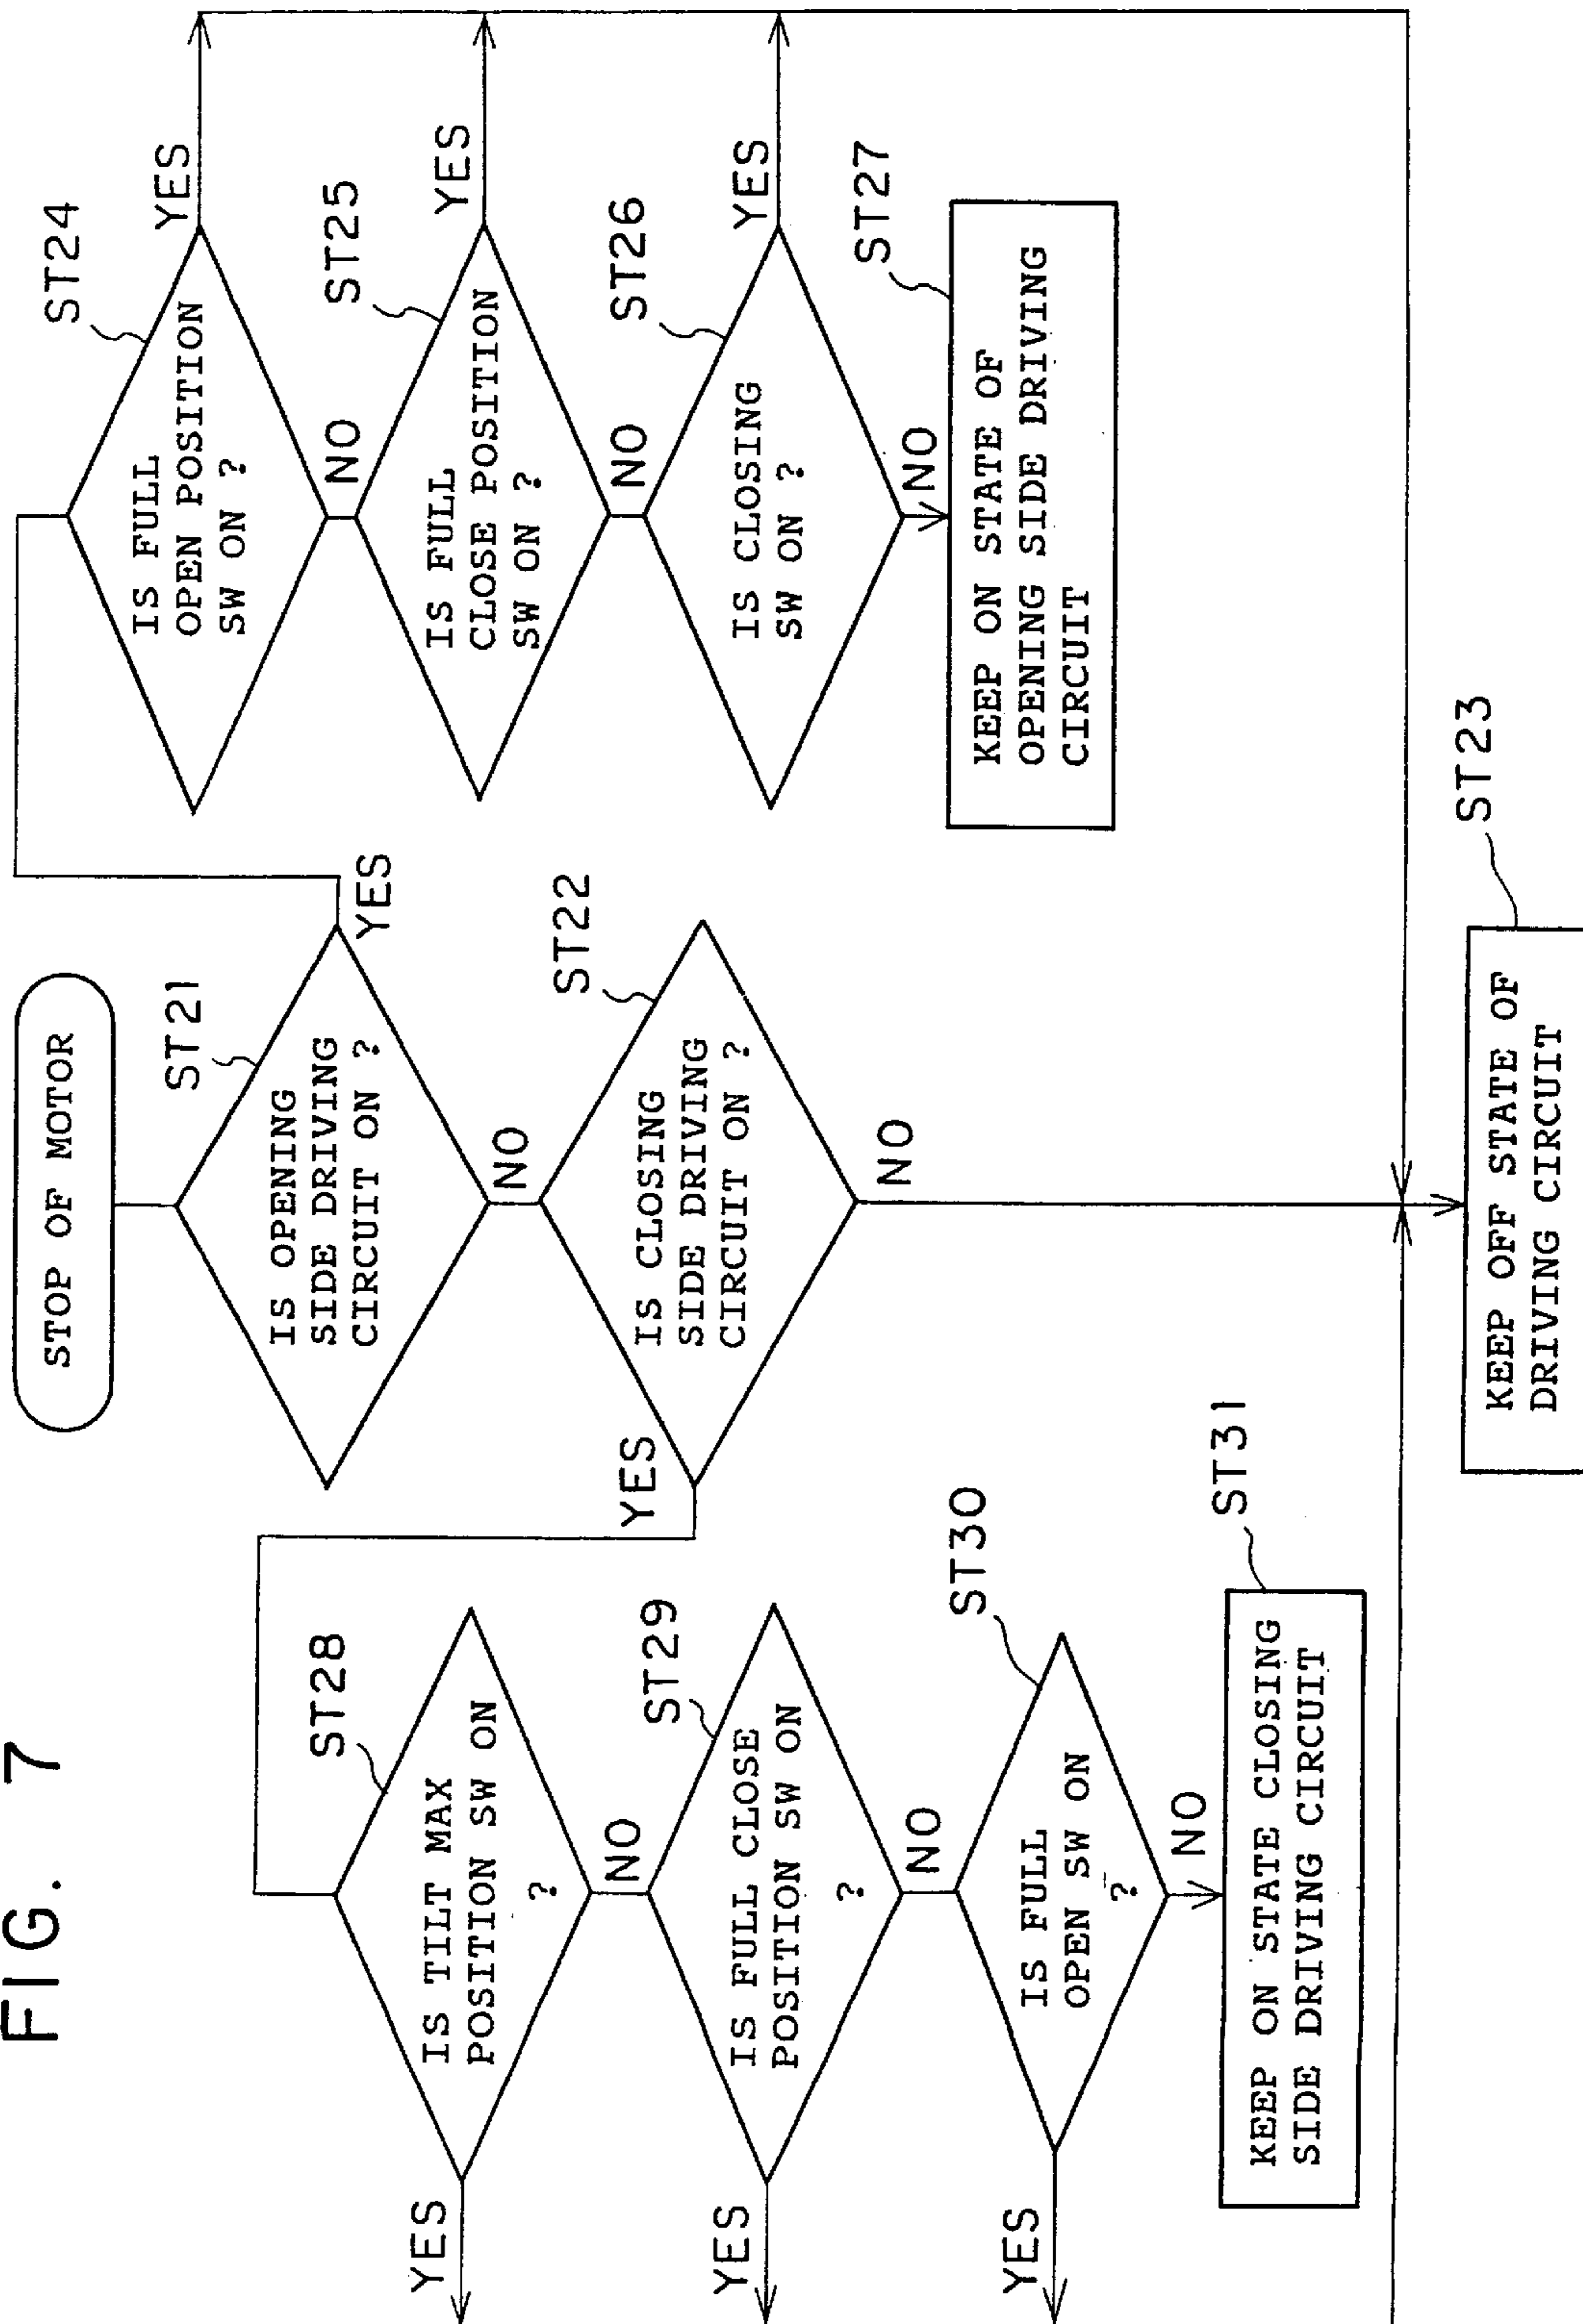 FIG. 7
STOP OF MOTOR
ST21
IS OPENING
SIDE DRIVING
CIRCUIT ON ?
YES
NO
ST22
IS CLOSING
SIDE DRIVING
CIRCUIT ON ?
YES
NO
ST28
IS TILT MAX
POSITION SW ON
?
YES
NO
ST29
IS FULL CLOSE
POSITION SW ON
?
YES
NO
ST30
IS FULL
OPEN SW ON
?
YES
NO
ST31
KEEP ON STATE CLOSING
SIDE DRIVING CIRCUIT
ST24
IS FULL
OPEN POSITION
SW ON ?
YES
NO
ST25
IS FULL
CLOSE POSITION
SW ON ?
YES
NO
ST26
IS CLOSING
SW ON ?
YES
NO
ST27
KEEP ON STATE OF
OPENING SIDE DRIVING
CIRCUIT
ST23
KEEP OFF STATE OF
DRIVING CIRCUIT